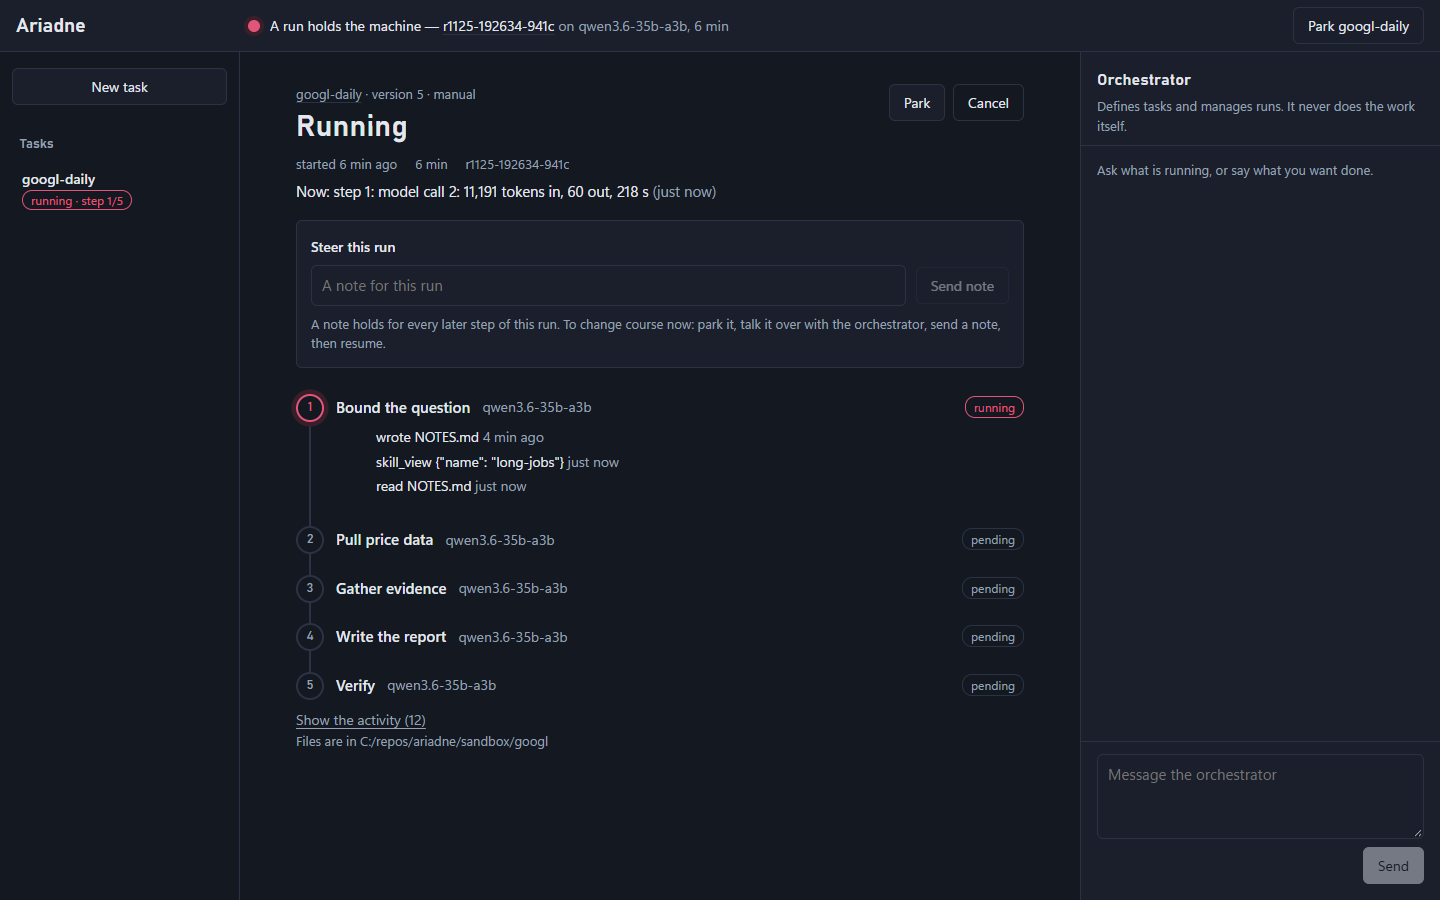 Ariadne
A run holds the machine — r1125-192634-941c on qwen3.6-35b-a3b, 6 min
Park googl-daily
New task
Tasks
googl-daily
running · step 1/5
googl-daily · version 5 · manual
Running
Park
Cancel
started 6 min ago 6 min r1125-192634-941c
Now: step 1: model call 2: 11,191 tokens in, 60 out, 218 s (just now)
Steer this run
A note for this run
Send note
A note holds for every later step of this run. To change course now: park it, talk it over with the orchestrator, send a note,
then resume.
1 Bound the question qwen3.6-35b-a3b running
wrote NOTES.md 4 min ago
skill_view {"name": "long-jobs"} just now
read NOTES.md just now
2 Pull price data qwen3.6-35b-a3b pending
3 Gather evidence qwen3.6-35b-a3b pending
4 Write the report qwen3.6-35b-a3b pending
5 Verify qwen3.6-35b-a3b pending
Show the activity (12)
Files are in C:/repos/ariadne/sandbox/googl
Orchestrator
Defines tasks and manages runs. It never does the work
itself.
Ask what is running, or say what you want done.
Message the orchestrator
Send